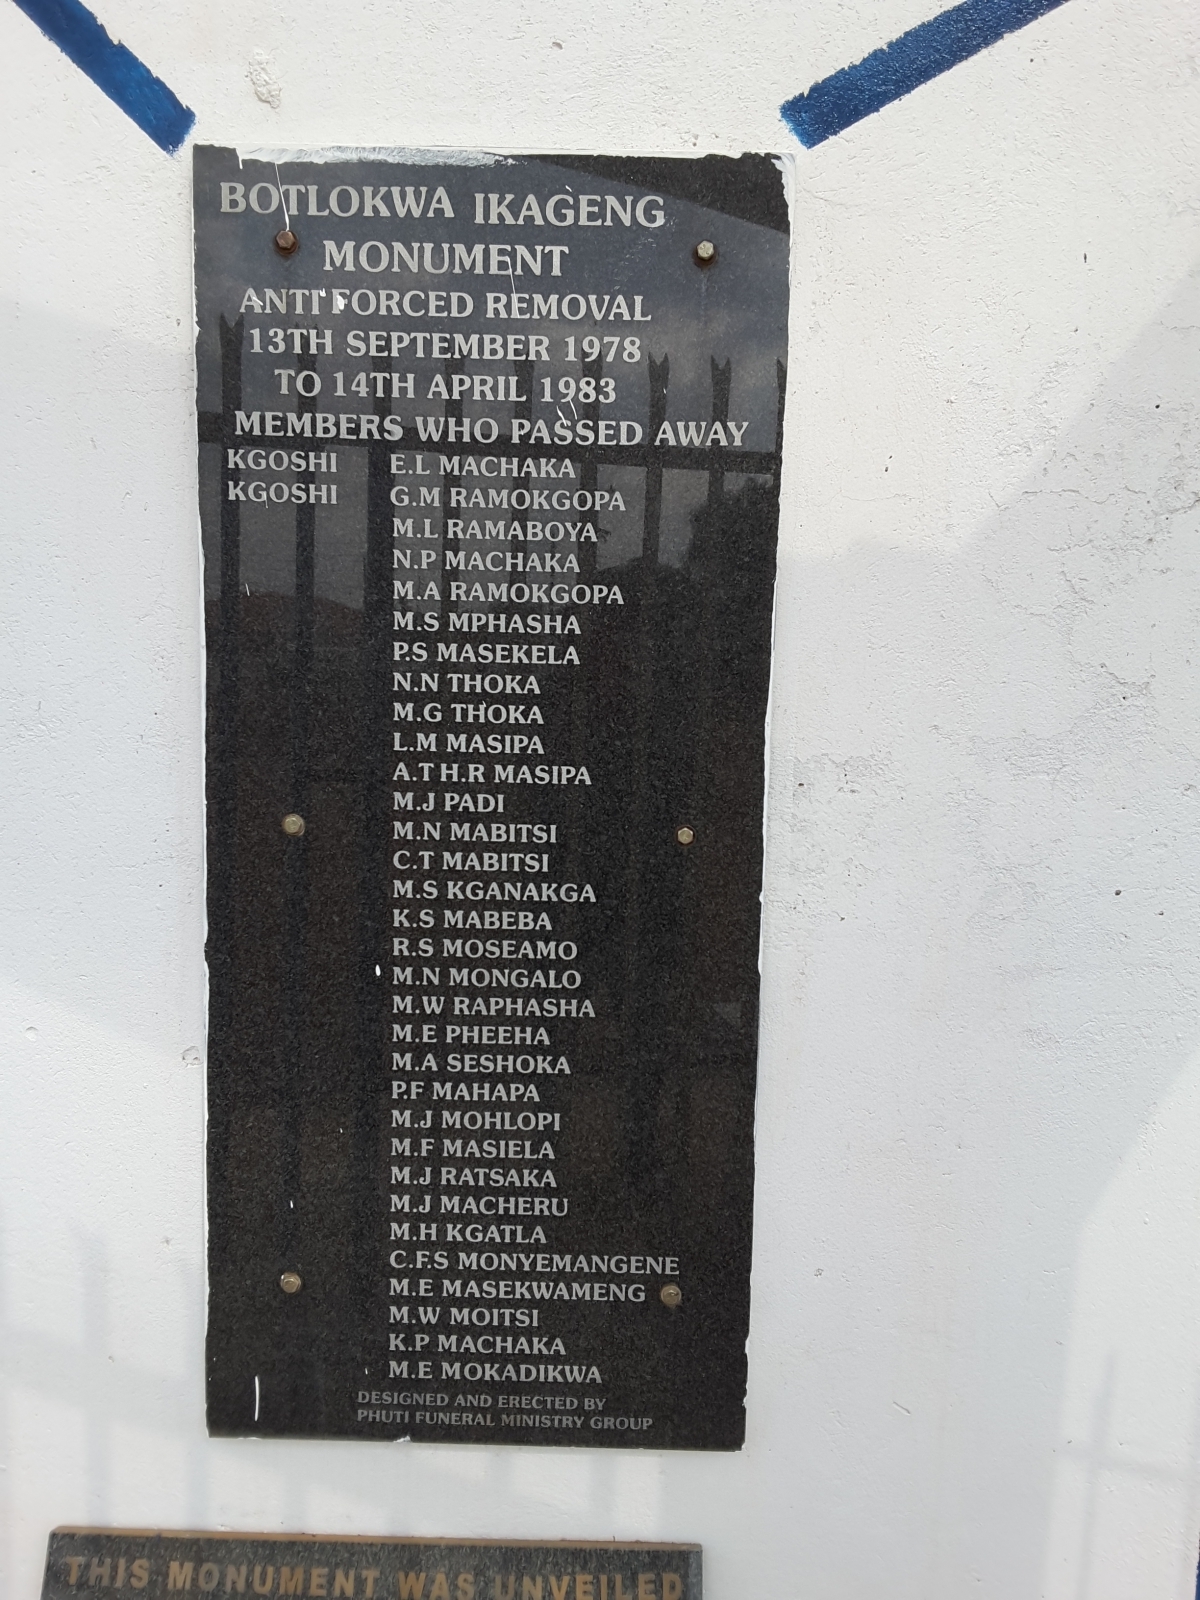 BOTLOKWA IKAGENG
MONUMENT
ANTI FORCED REMOVAL
13TH SEPTEMBER 1978
TO 14TH APRIL 1983
MEMBERS WHO PASSED AWAY
KGOSHI E.L MACHAKA
KGOSHI G.M RAMOKGOPA
M.L RAMABOYA
N.P MACHAKA
M.A RAMOKGOPA
M.S MPHASHA
P.S MASEKELA
N.N THOKA
M.G THOKA
L.M MASIPA
A.T H.R MASIPA
M.J PADI
M.N MABITSI
C.T MABITSI
M.S KGANAKGA
K.S MABEBA
R.S MOSEAMO
M.N MONGALO
M.W RAPHASHA
M.E PHEEHA
M.A SESHOKA
P.F MAHAPA
M.J MOHLOPI
M.F MASIELA
M.J RATSAKA
M.J MACHERU
M.H KGATLA
C.F.S MONYEMANGENE
M.E MASEKWAMENG
M.W MOITSI
K.P MACHAKA
M.E MOKADIKWA
DESIGNED AND ERECTED BY
PHUTI FUNERAL MINISTRY GROUP
THIS MONUMENT WAS UNVEILED